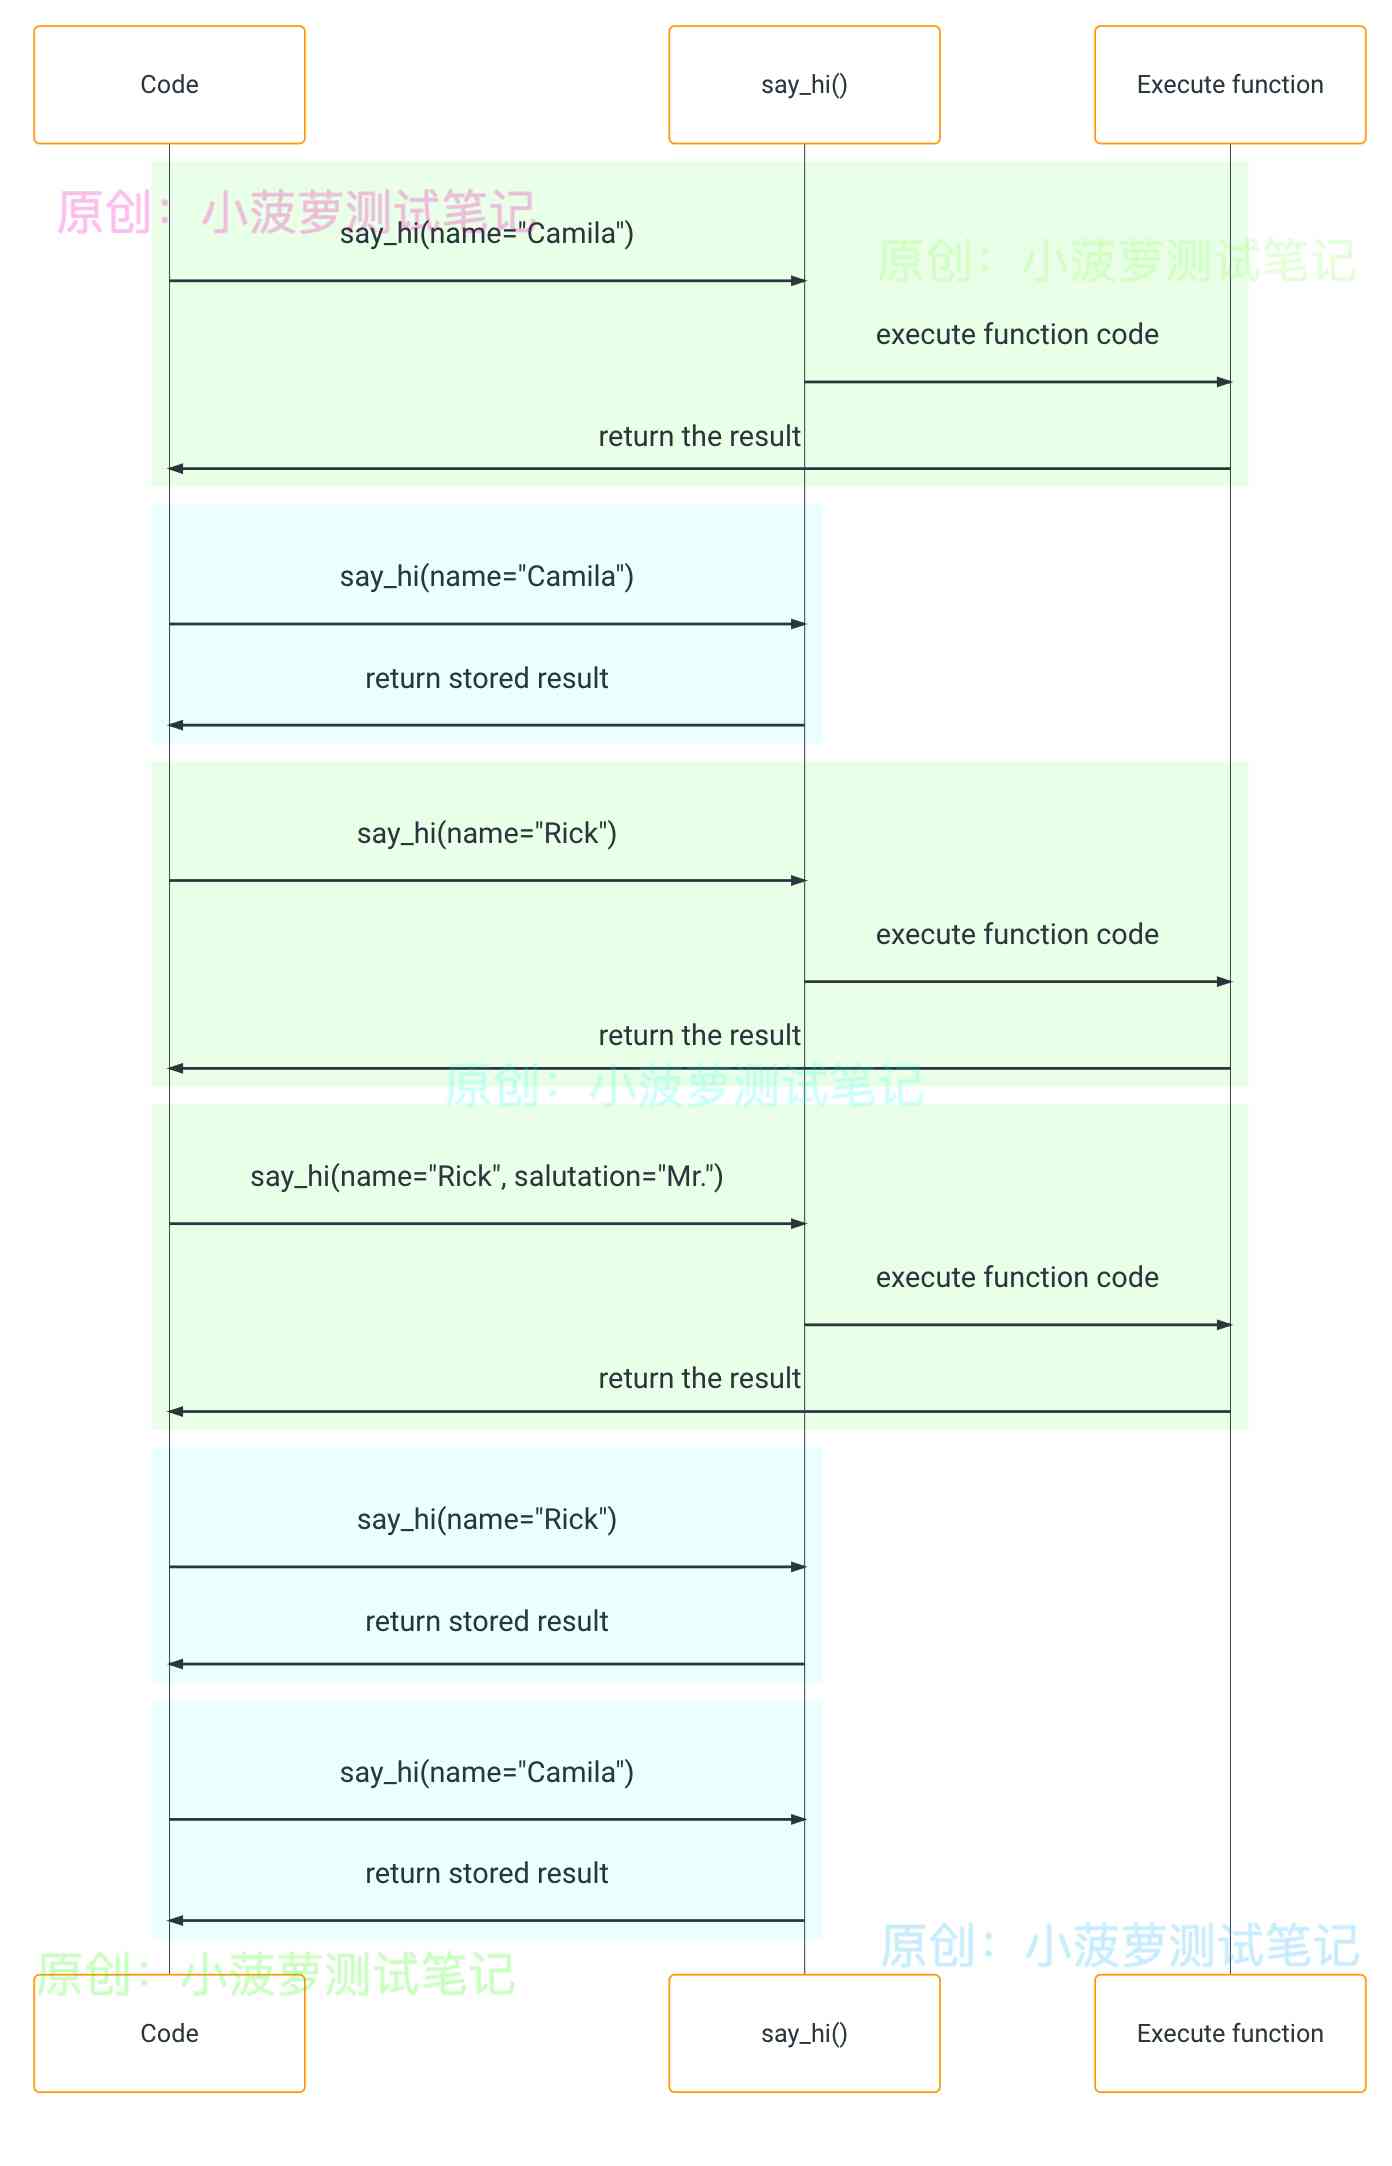 Code
say_hi()
Execute function
原创：小菠萝测试笔记
say_hi(name="Camila")
原创：小菠萝测试笔记
execute function code
return the result
say_hi(name="Camila")
return stored result
say_hi(name="Rick")
execute function code
return the result
原创：小菠萝测试笔记
say_hi(name="Rick", salutation="Mr.")
execute function code
return the result
say_hi(name="Rick")
return stored result
say_hi(name="Camila")
return stored result
原创：小菠萝测试笔记
原创：小菠萝测试笔记
Code
say_hi()
Execute function